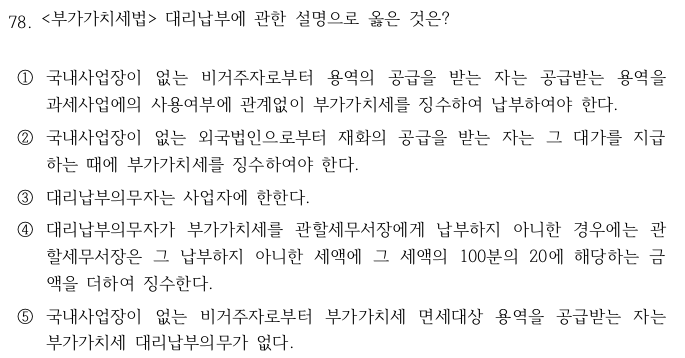 78. <부가가치세법> 대리납부에 관한 설명으로 옳은 것은?
① 국내사업장이 없는 비거주자로부터 용역의 공급을 받는 자는 공급받는 용역을
과세사업에의 사용여부에 관계없이 부가가치세를 징수하여 납부하여야 한다.
② 국내사업장이 없는 외국법인으로부터 재화의 공급을 받는 자는 그 대가를 지급
하는 때에 부가가치세를 징수하여야 한다.
③ 대리납부의무자는 사업자에 한한다.
④ 대리납부의무자가 부가가치세를 관할세무서장에게 납부하지 아니한 경우에는 관
할세무서장은 그 납부하지 아니한 세액에 그 세액의 100분의 20에 해당하는 금
액을 더하여 징수한다.
⑤ 국내사업장이 없는 비거주자로부터 부가가치세 면세대상 용역을 공급받는 자는
부가가치세 대리납부의무가 없다.